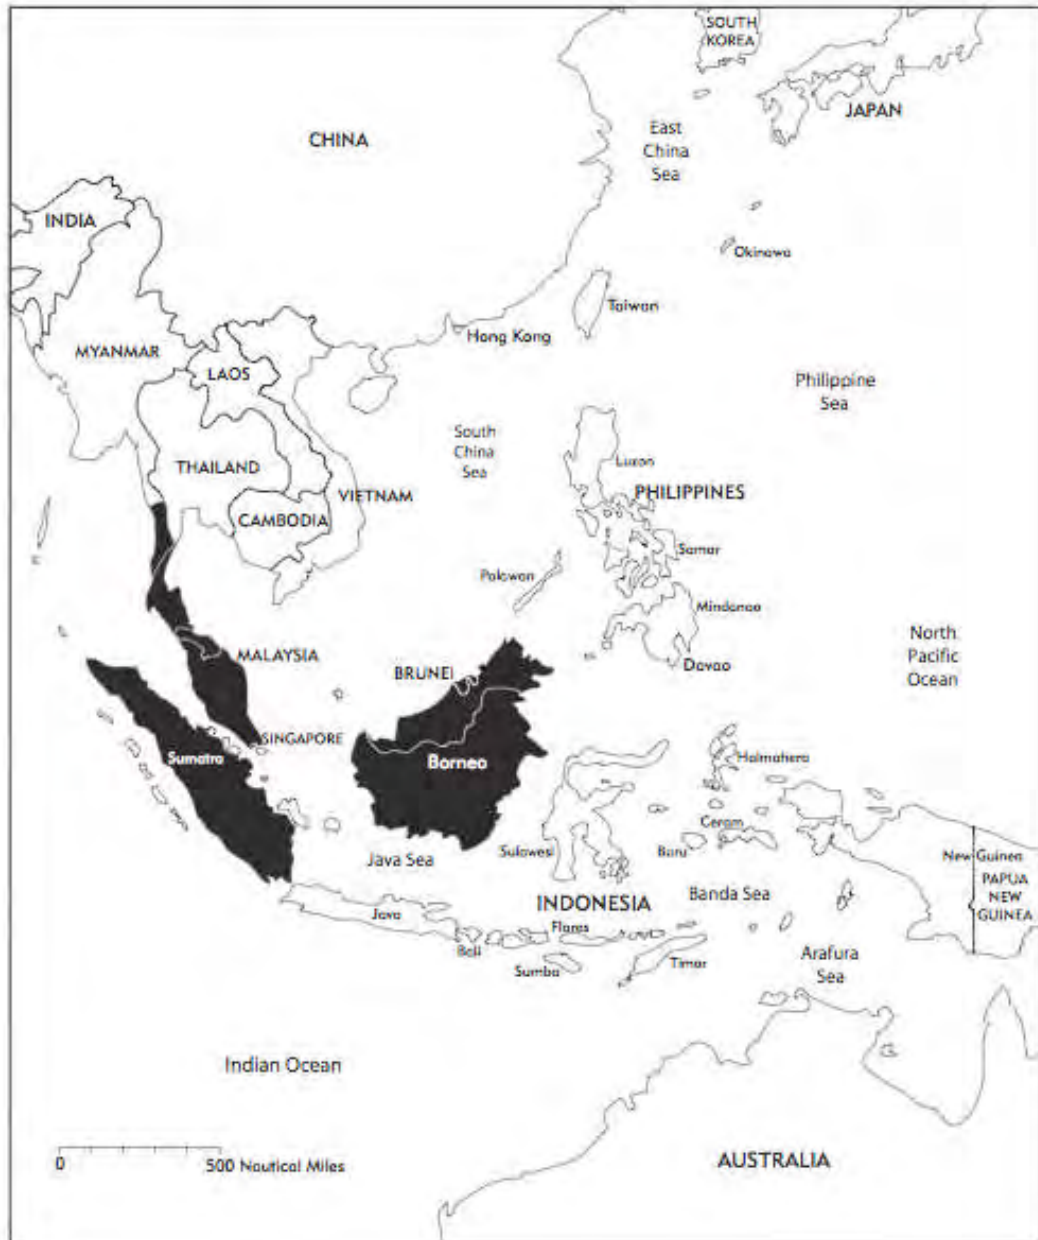 SOUTH
KOREA
JAPAN
East
China
Sea
CHINA
INDIA
Okinawa
Taiwan
Hong Kong
MYANMAR
LAOS
Philippine
Sea
South
China
Sea
Luzon
THAILAND
PHILIPPINES
VIETNAM
CAMBODIA
Samar
Palawan
Mindanao
North
Pacific
Ocean
MALAYSIA
Davao
BRUNEI
SINGAPORE
Sumatra
Borneo
Halmahera
Ceram
Java Sea
Sulawesi
Buru
New Guinea
PAPUA
NEW
GUINEA
Banda Sea
INDONESIA
Java
Flores
Bali
Sumba
Timor
Arafura
Sea
Indian Ocean
0 500 Nautical Miles
AUSTRALIA